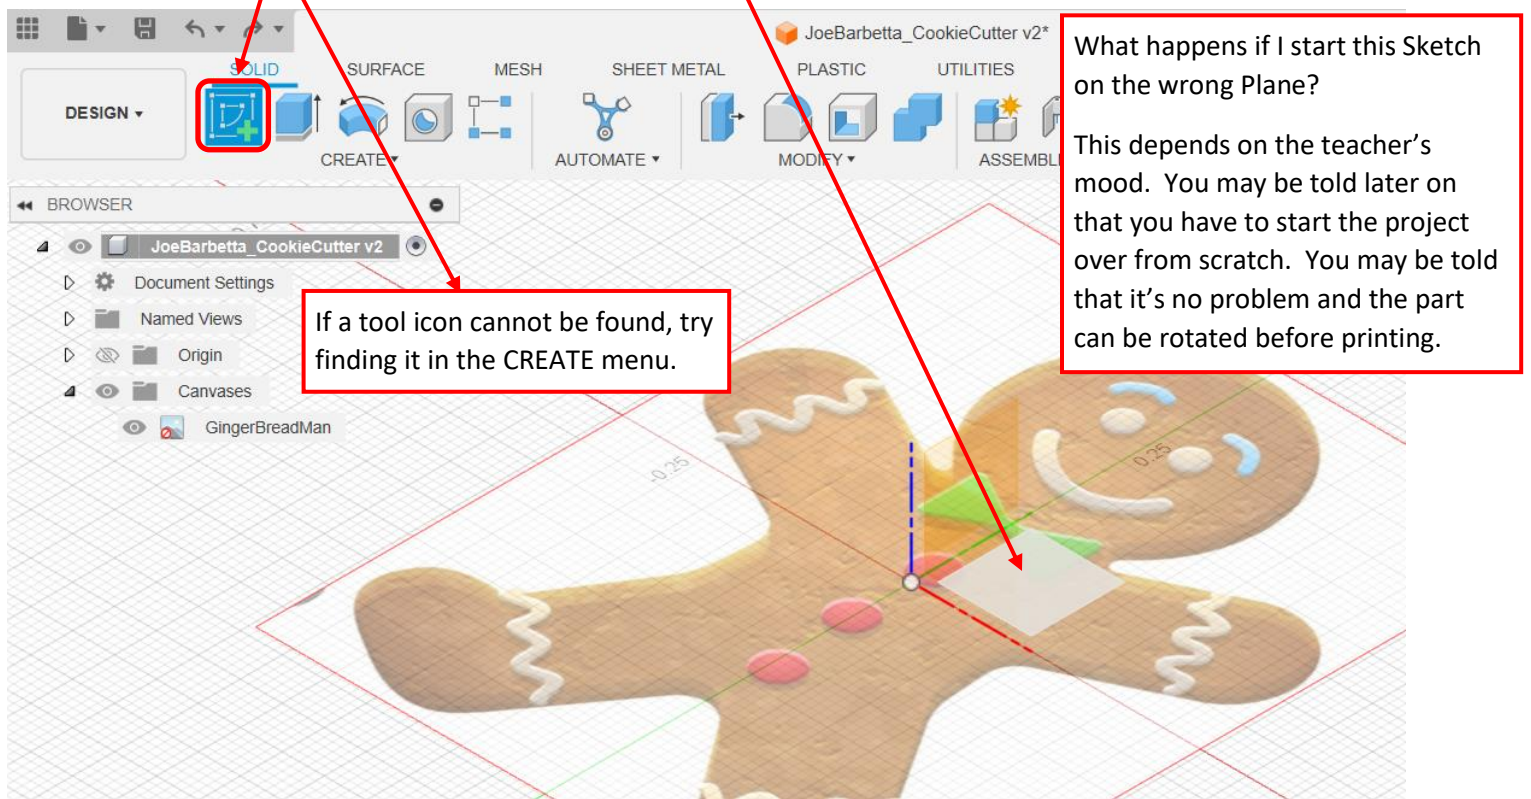 JoeBarbetta_CookieCutter v2*
SOLID SURFACE MESH SHEET METAL PLASTIC UTILITIES
DESIGN
CREATE AUTOMATE MODIFY ASSEMBL
BROWSER
JoeBarbetta_CookieCutter v2
Document Settings
Named Views
Origin
Canvases
GingerBreadMan
If a tool icon cannot be found, try
finding it in the CREATE menu.
What happens if I start this Sketch
on the wrong Plane?
This depends on the teacher’s
mood.  You may be told later on
that you have to start the project
over from scratch.  You may be told
that it’s no problem and the part
can be rotated before printing.
-0.25
0.25